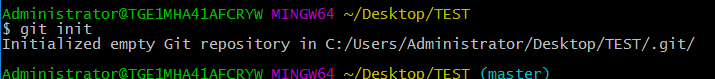 Administrator@TGE1MHA41AFCRYW MINGW64 ~/Desktop/TEST
$ git init
Initialized empty Git repository in C:/Users/Administrator/Desktop/TEST/.git/
Administrator@TGE1MHA41AFCRYW MINGW64 ~/Desktop/TEST (master)